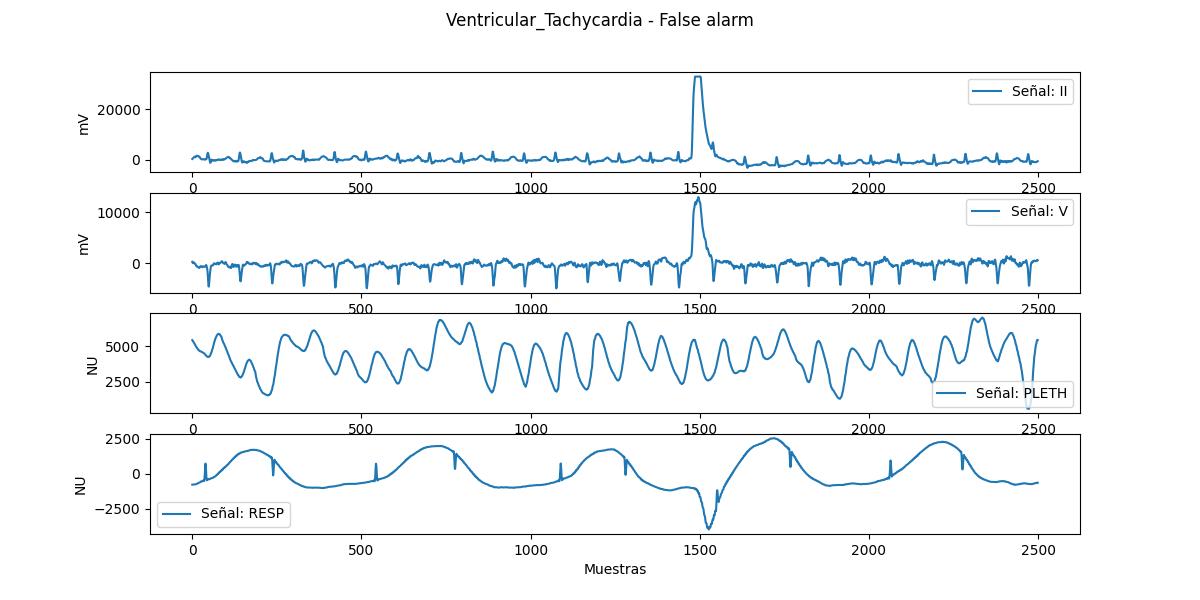 Ventricular_Tachycardia - False alarm
20000
0
mV
Señal: II
0 500 1000 1500 2000 2500
10000
0
mV
Señal: V
0 500 1000 1500 2000 2500
5000
2500
NU
Señal: PLETH
0 500 1000 1500 2000 2500
2500
0
−2500
NU
Señal: RESP
0 500 1000 1500 2000 2500
Muestras